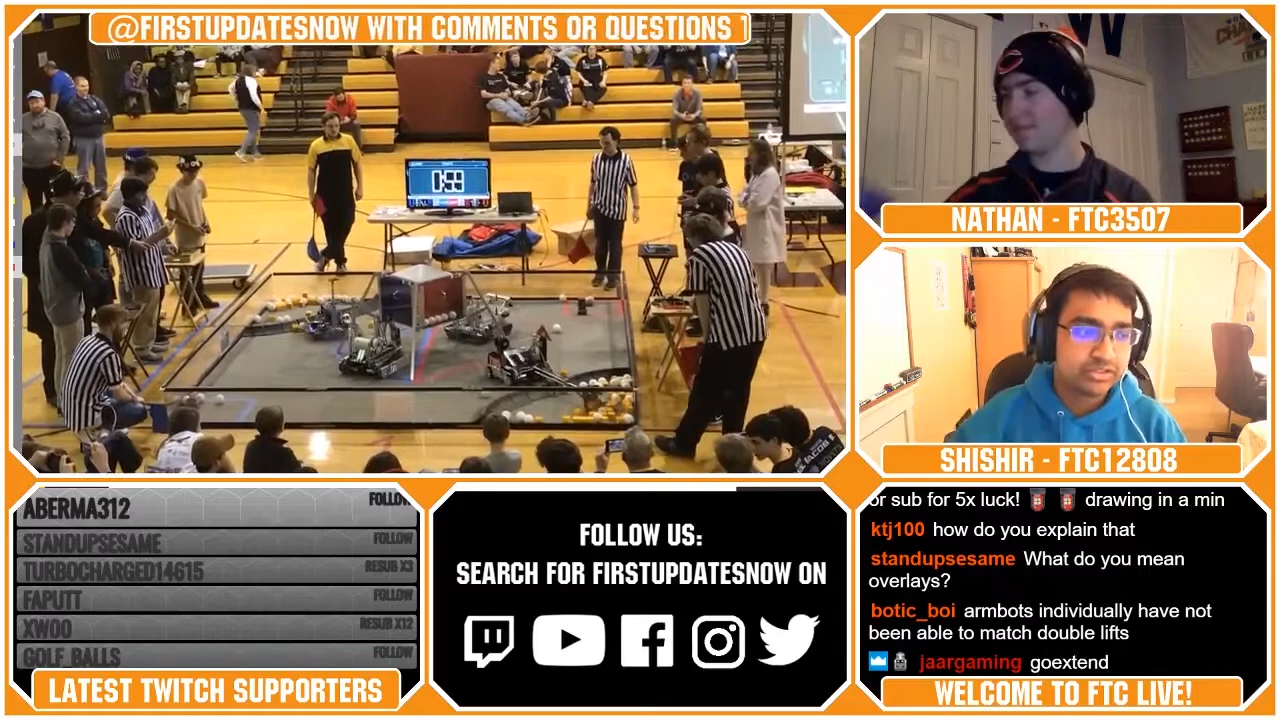 @FIRSTUPDATESNOW WITH COMMENTS OR QUESTIONS
NATHAN - FTC3507
SHISHIR - FTC12808
ABERMA312 FOLLOW
STANDUPSESAME FOLLOW
TURBOCHARGED14615 RESUB X3
FAPUTT FOLLOW
XW00 RESUB X12
GOLF_BALLS FOLLOW
LATEST TWITCH SUPPORTERS
FOLLOW US:
SEARCH FOR FIRSTUPDATESNOW ON
or sub for 5x luck! drawing in a min
ktj100 how do you explain that
standupsesame What do you mean
overlays?
botic_boi armbots individually have not
been able to match double lifts
jaargaming goextend
WELCOME TO FTC LIVE!